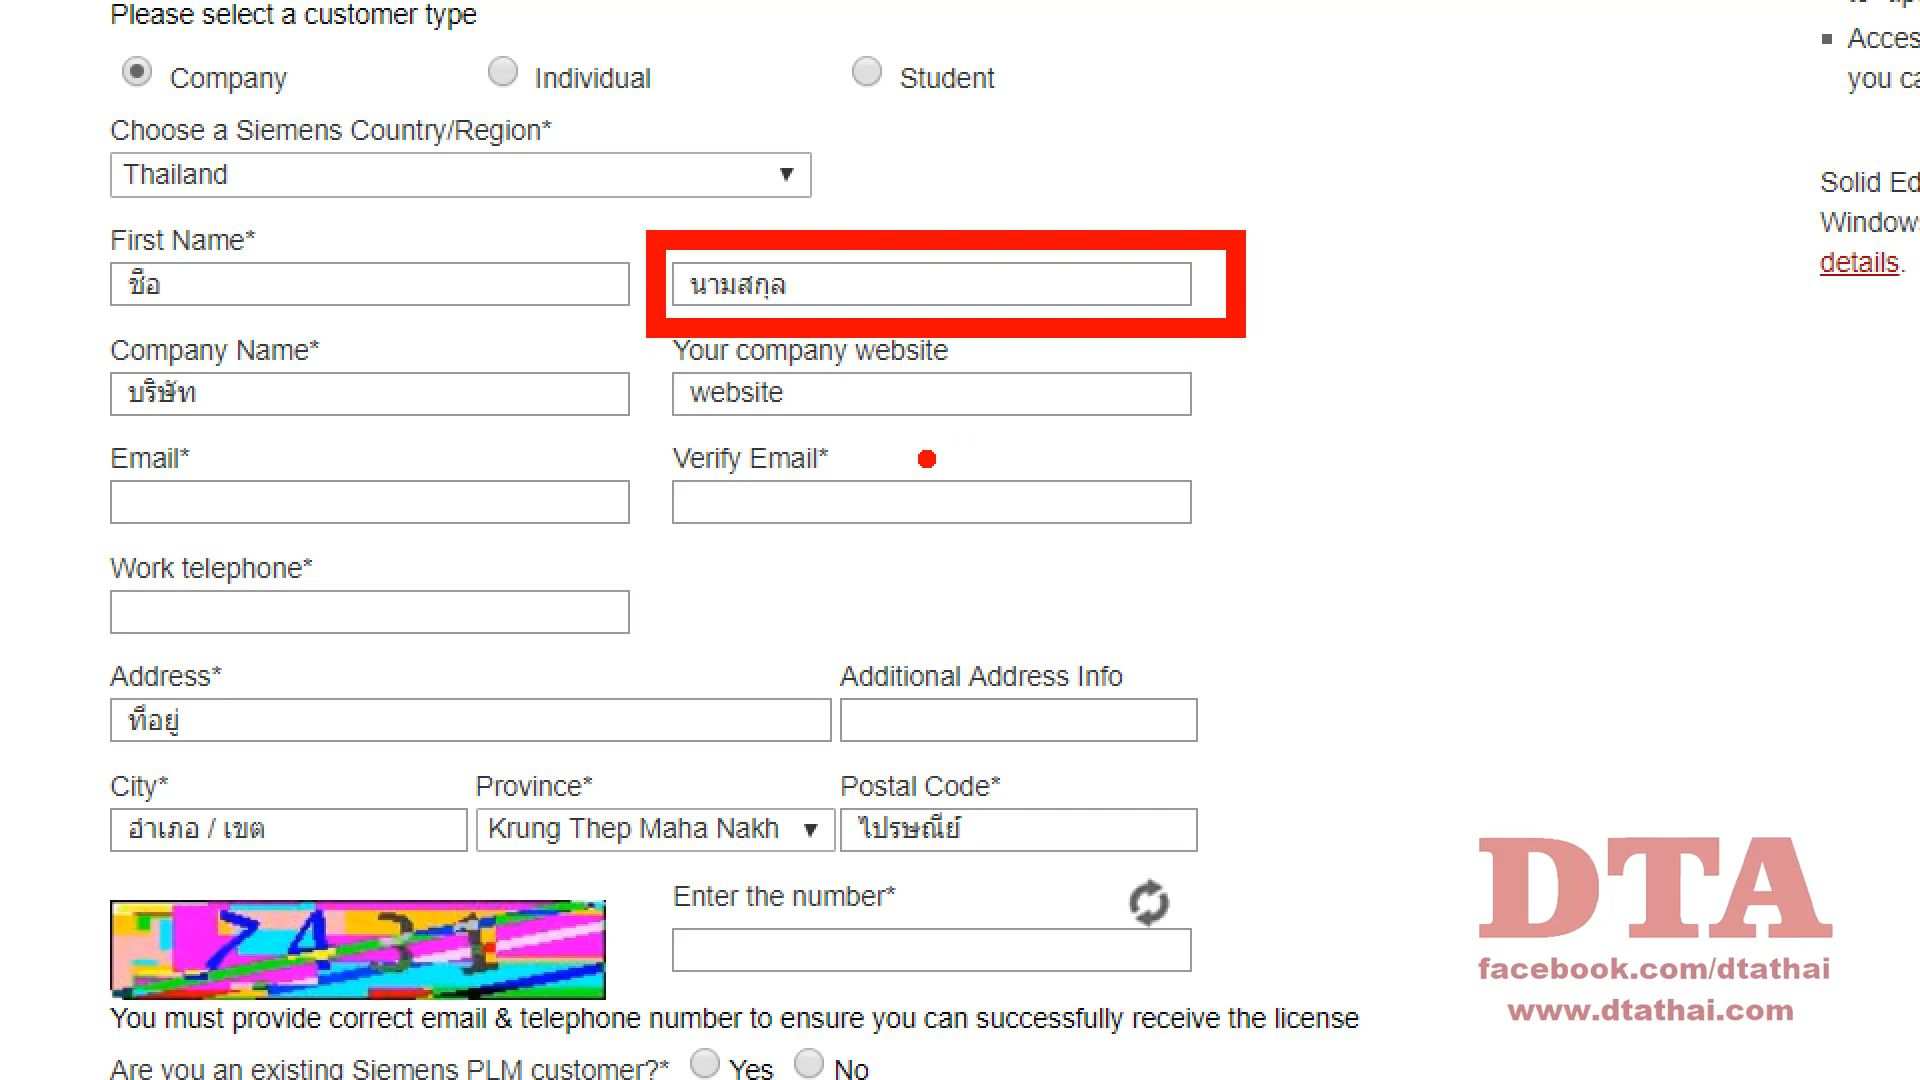 Please select a customer type
Company Individual Student
Choose a Siemens Country/Region*
Thailand
First Name*
ชื่อ นามสกุล
Company Name* Your company website
บริษัท website
Email* Verify Email*
Work telephone*
Address* Additional Address Info
ที่อยู่
City* Province* Postal Code*
อำเภอ / เขต Krung Thep Maha Nakh ไปรษณีย์
Enter the number*
7431
You must provide correct email & telephone number to ensure you can successfully receive the license
Are you an existing Siemens PLM customer?* Yes No
Acces
you ca
Solid Ed
Windows
details.
DTA
facebook.com/dtathai
www.dtathai.com